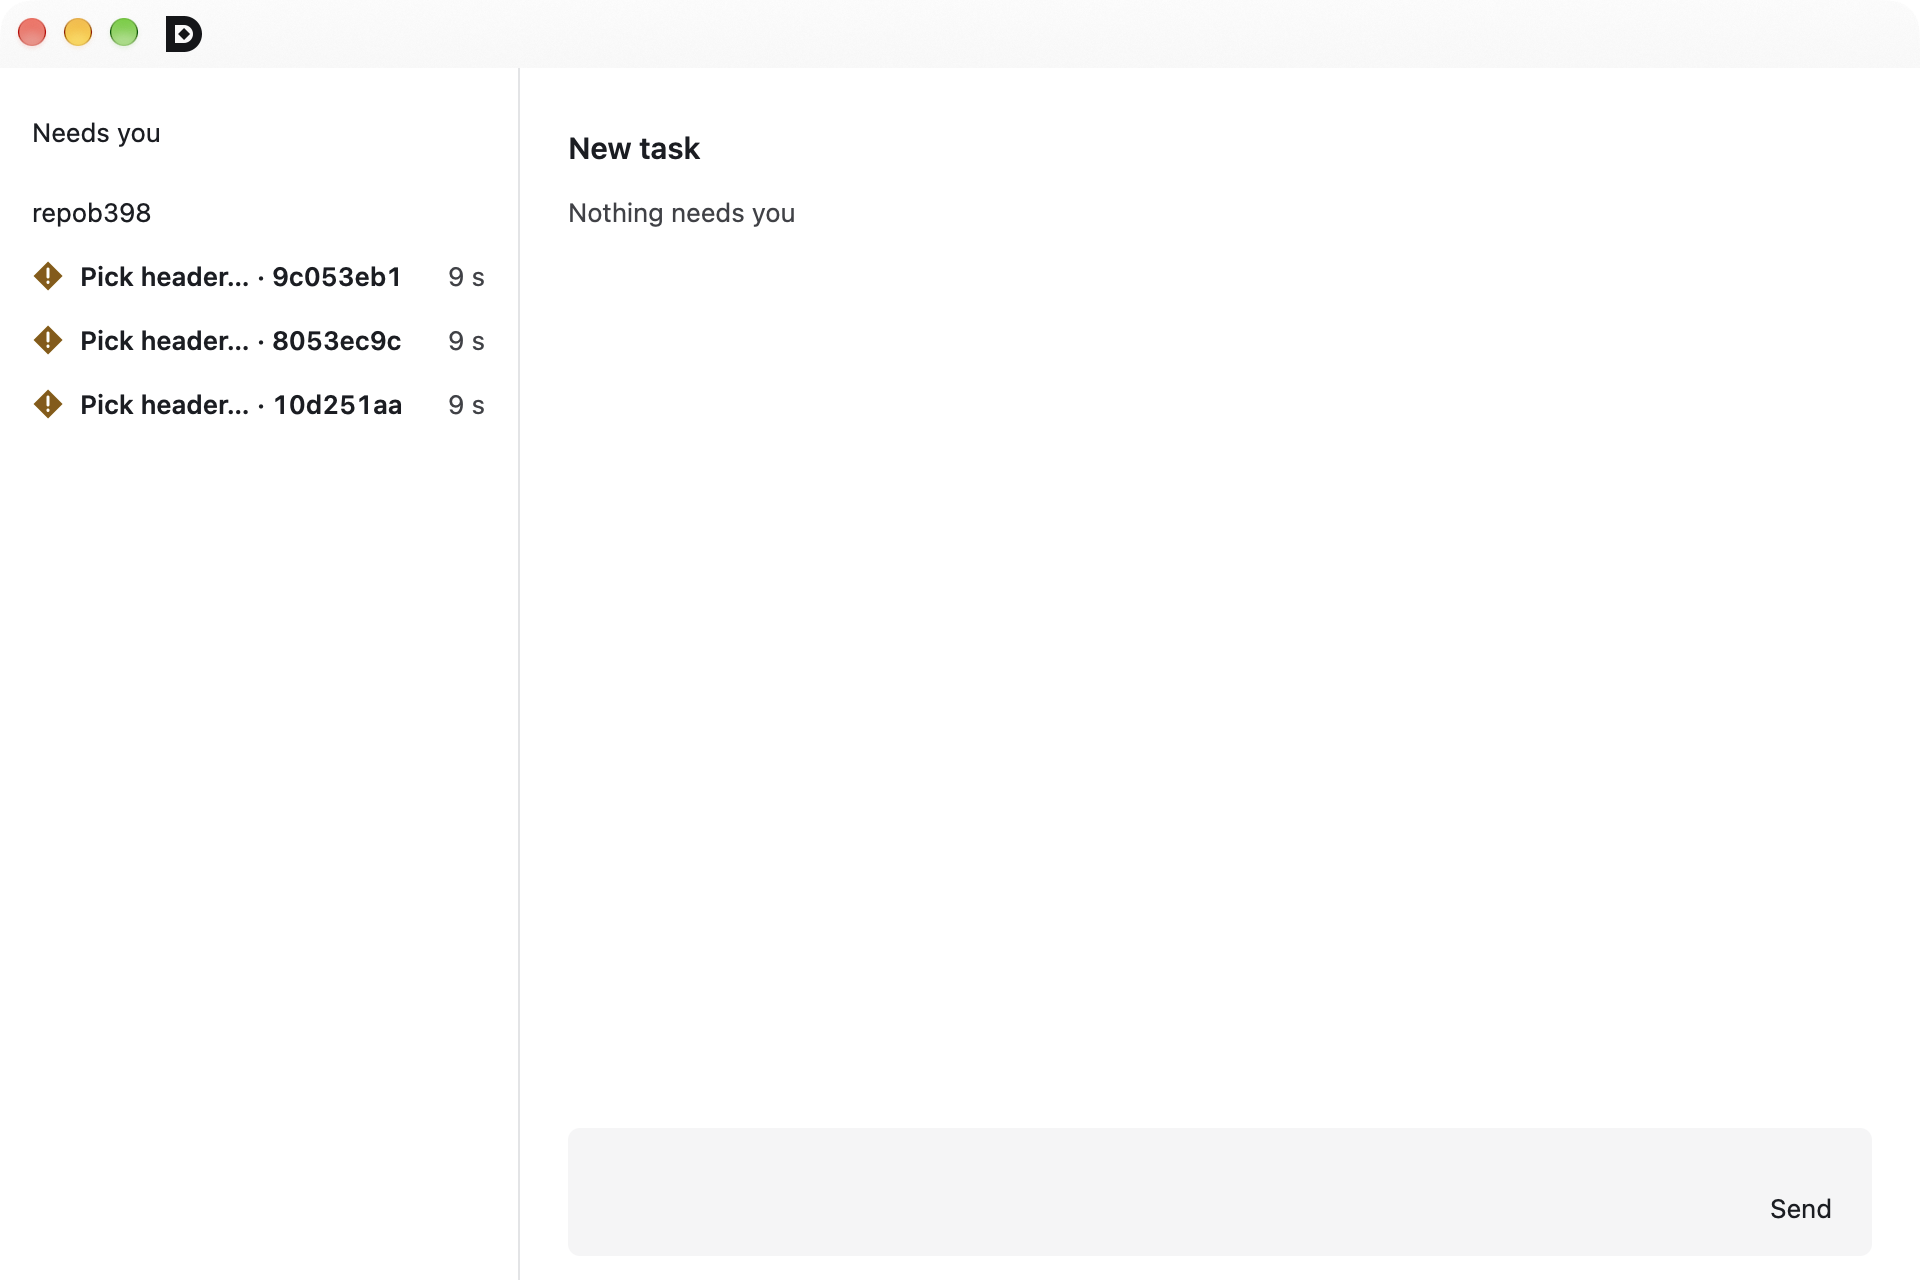 Needs you
repob398
Pick header... · 9c053eb1 9 s
Pick header... · 8053ec9c 9 s
Pick header... · 10d251aa 9 s
New task
Nothing needs you
Send